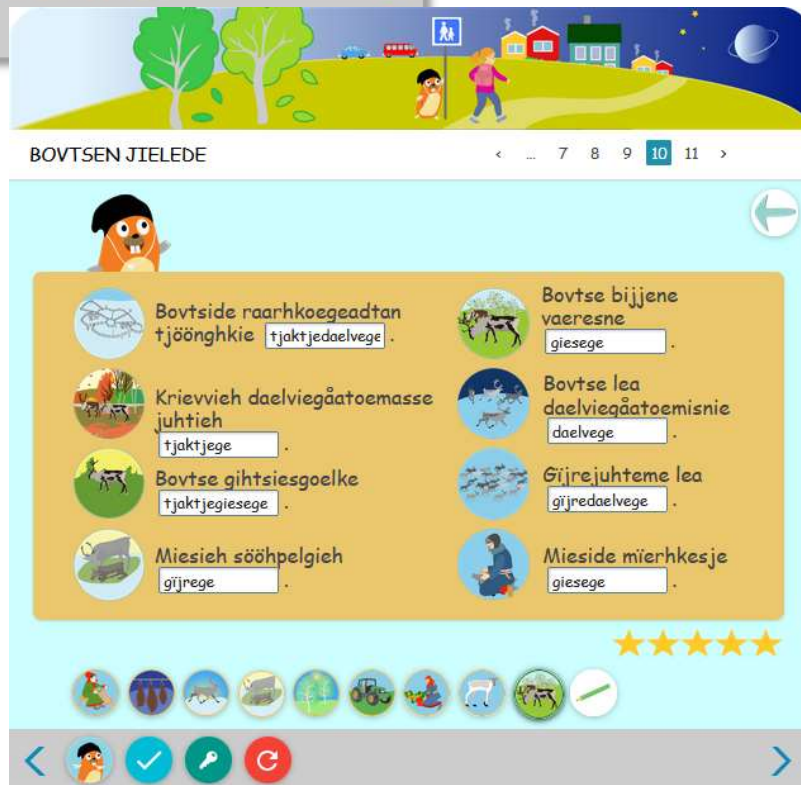 BOVTSEN JIELEDE
‹ ... 7 8 9 10 11 ›
Bovtside raarhkoegeadtan
tjöönghkie tjaktjedaelvege .
Krievvieh daelviegåatoemasse
juhtieh
tjaktjege .
Bovtse gihtsiesgoelke
tjaktjegiesege .
Miesieh sööhpelgieh
gïjrege .
Bovtse bijjene
vaeresne
giesege .
Bovtse lea
daelviegåatoemisnie
daelvege .
Gïjrejuhteme lea
gïjredaelvege .
Mieside mïerhkesje
giesege .